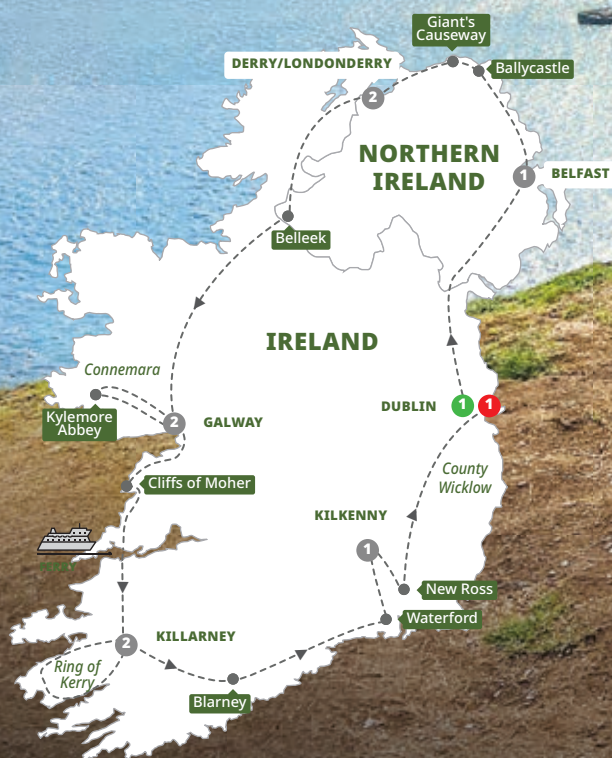 Giant's
Causeway
DERRY/LONDONDERRY
Ballycastle
2
NORTHERN
IRELAND
1
BELFAST
Belleek
IRELAND
Connemara
Kylemore
Abbey
2
GALWAY
DUBLIN
1
1
Cliffs of Moher
County
Wicklow
KILKENNY
1
FERRY
New Ross
Waterford
2
KILLARNEY
Ring of
Kerry
Blarney